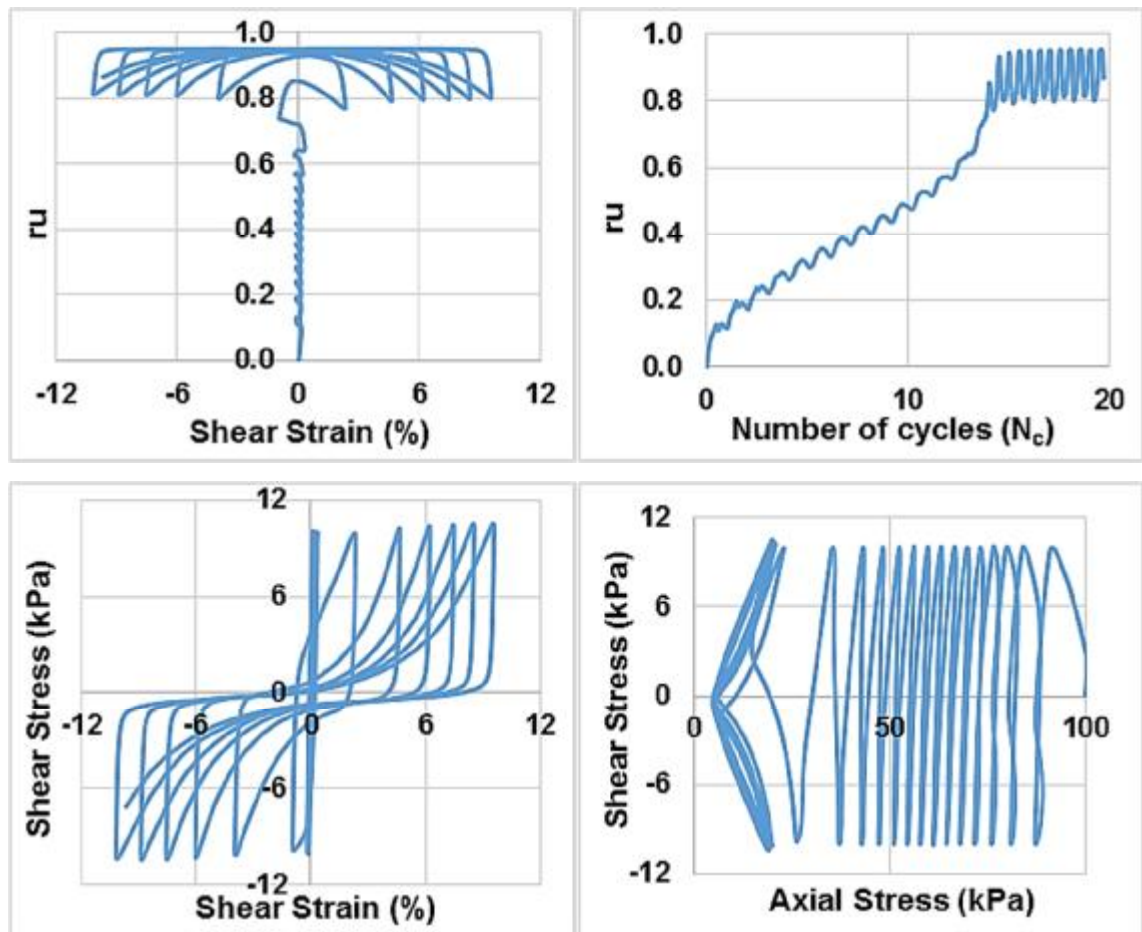 1.0
0.8
0.6
0.4
0.2
0.0
ru
-12 -6 0 6 12
Shear Strain (%)
1.0
0.8
0.6
0.4
0.2
0.0
ru
0 10 20
Number of cycles (Nc)
12
6
0
-6
-12
Shear Stress (kPa)
-12 -6 0 6 12
Shear Strain (%)
12
6
0
-6
-12
Shear Stress (kPa)
0 50 100
Axial Stress (kPa)